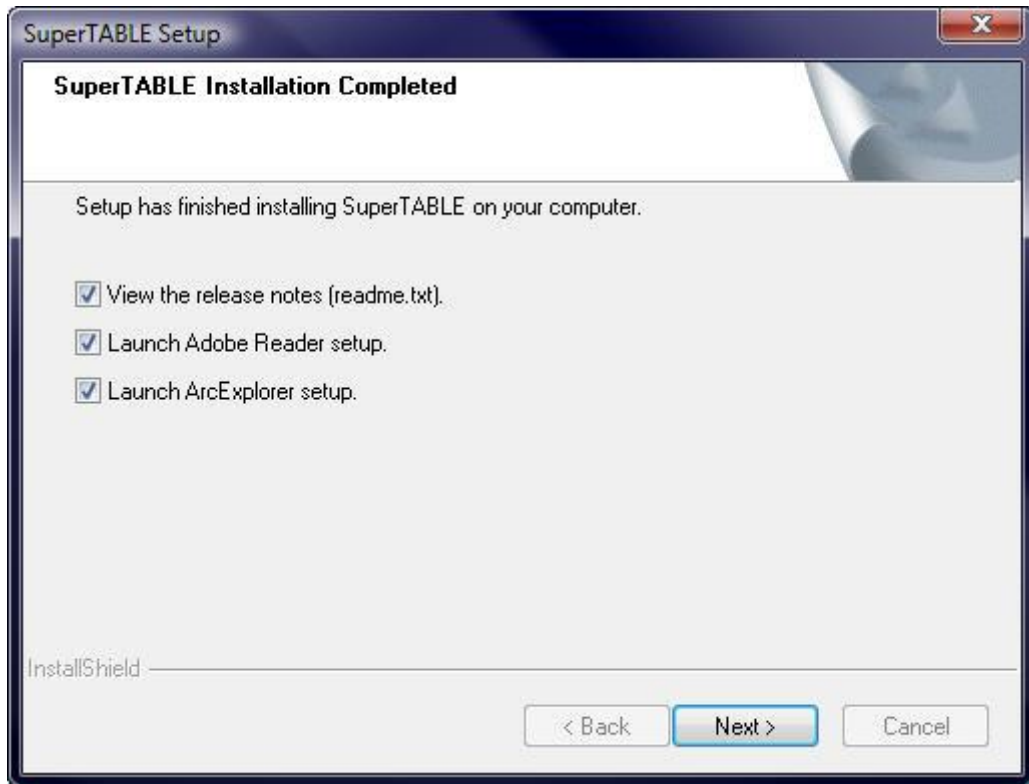 SuperTABLE Setup
SuperTABLE Installation Completed
Setup has finished installing SuperTABLE on your computer.
View the release notes (readme.txt).
Launch Adobe Reader setup.
Launch ArcExplorer setup.
InstallShield
< Back Next > Cancel